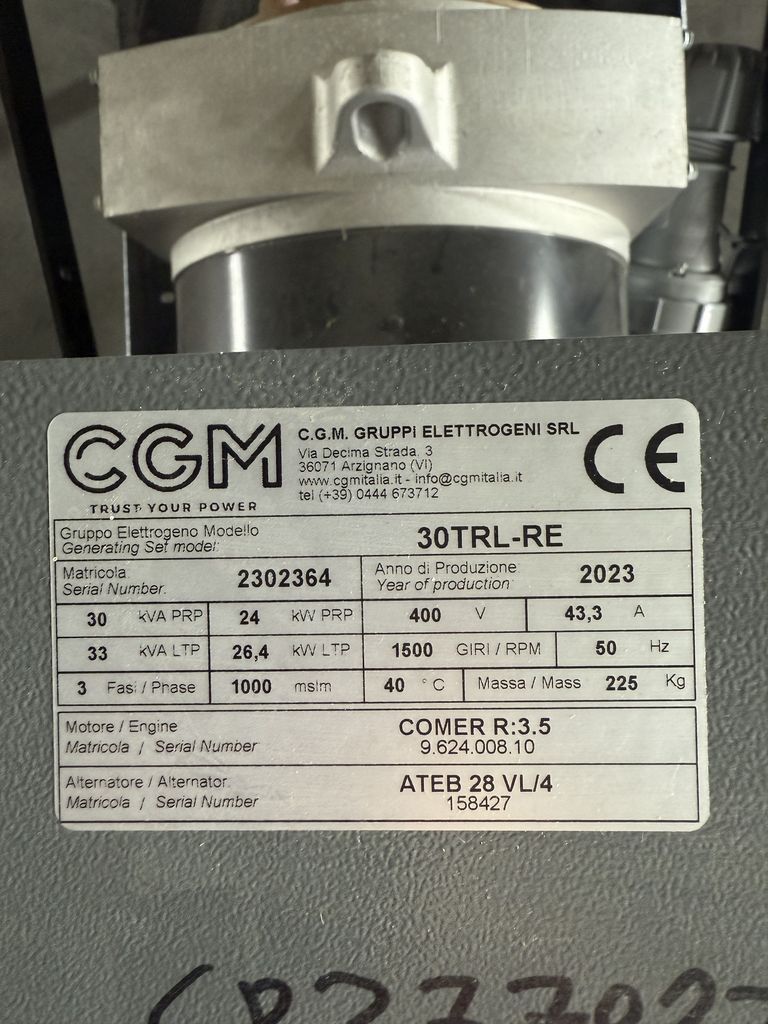 CGM
TRUST YOUR POWER
C.G.M. GRUPPI ELETTROGENI SRL
Via Decima Strada, 3
36071 Arzignano (VI)
www.cgmitalia.it - info@cgmitalia.it
tel (+39) 0444 673712
CE
Gruppo Elettrogeno Modello
Generating Set model:
30TRL-RE
Matricola
Serial Number:
2302364
Anno di Produzione
Year of production:
2023
30 kVA PRP 24 kW PRP 400 V 43,3 A
33 kVA LTP 26,4 kW LTP 1500 GIRI / RPM 50 Hz
3 Fasi / Phase 1000 mslm 40 °C Massa / Mass 225 Kg
Motore / Engine COMER R:3.5
Matricola / Serial Number 9.624.008.10
Alternatore / Alternator ATEB 28 VL/4
Matricola / Serial Number 158427